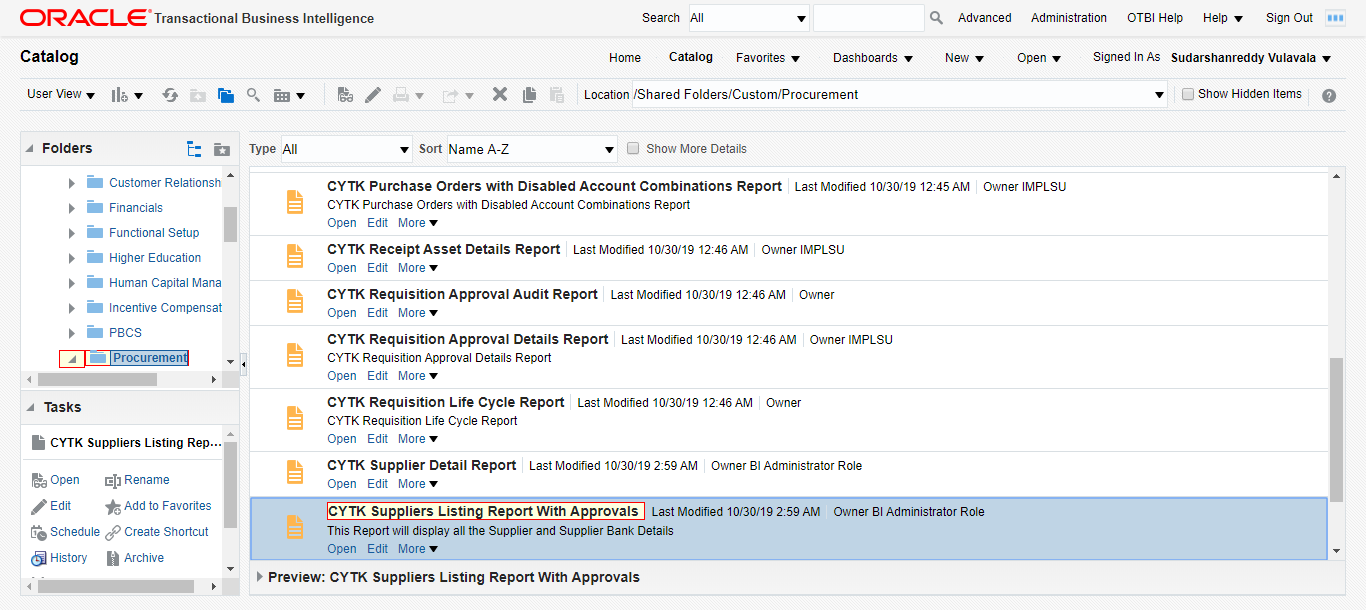 ORACLE Transactional Business Intelligence Search All Advanced Administration OTBI Help Help Sign Out
Catalog Home Catalog Favorites Dashboards New Open Signed In As Sudarshanreddy Vulavala
User View Location /Shared Folders/Custom/Procurement Show Hidden Items
Folders
Customer Relationsh
Financials
Functional Setup
Higher Education
Human Capital Mana
Incentive Compensat
PBCS
Procurement
Tasks
CYTK Suppliers Listing Rep...
Open Rename
Edit Add to Favorites
Schedule Create Shortcut
History Archive
Type All Sort Name A-Z Show More Details
CYTK Purchase Orders with Disabled Account Combinations Report Last Modified 10/30/19 12:45 AM Owner IMPLSU
CYTK Purchase Orders with Disabled Account Combinations Report
Open Edit More
CYTK Receipt Asset Details Report Last Modified 10/30/19 12:46 AM Owner IMPLSU
Open Edit More
CYTK Requisition Approval Audit Report Last Modified 10/30/19 12:46 AM Owner
Open Edit More
CYTK Requisition Approval Details Report Last Modified 10/30/19 12:46 AM Owner IMPLSU
CYTK Requisition Approval Details Report
Open Edit More
CYTK Requisition Life Cycle Report Last Modified 10/30/19 12:46 AM Owner
CYTK Requisition Life Cycle Report
Open Edit More
CYTK Supplier Detail Report Last Modified 10/30/19 2:59 AM Owner BI Administrator Role
Open Edit More
CYTK Suppliers Listing Report With Approvals Last Modified 10/30/19 2:59 AM Owner BI Administrator Role
This Report will display all the Supplier and Supplier Bank Details
Open Edit More
Preview: CYTK Suppliers Listing Report With Approvals